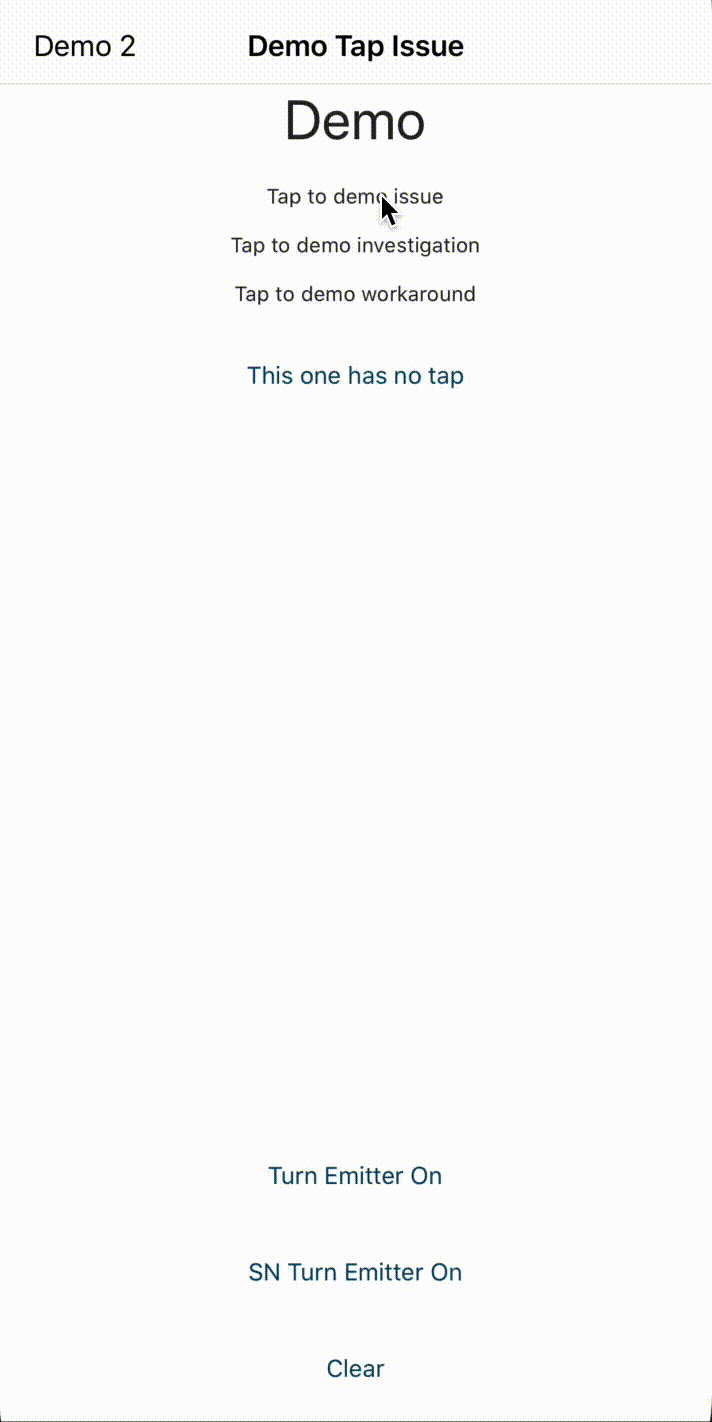 Demo 2
Demo Tap Issue
Demo
Tap to demo issue
Tap to demo investigation
Tap to demo workaround
This one has no tap
Turn Emitter On
SN Turn Emitter On
Clear